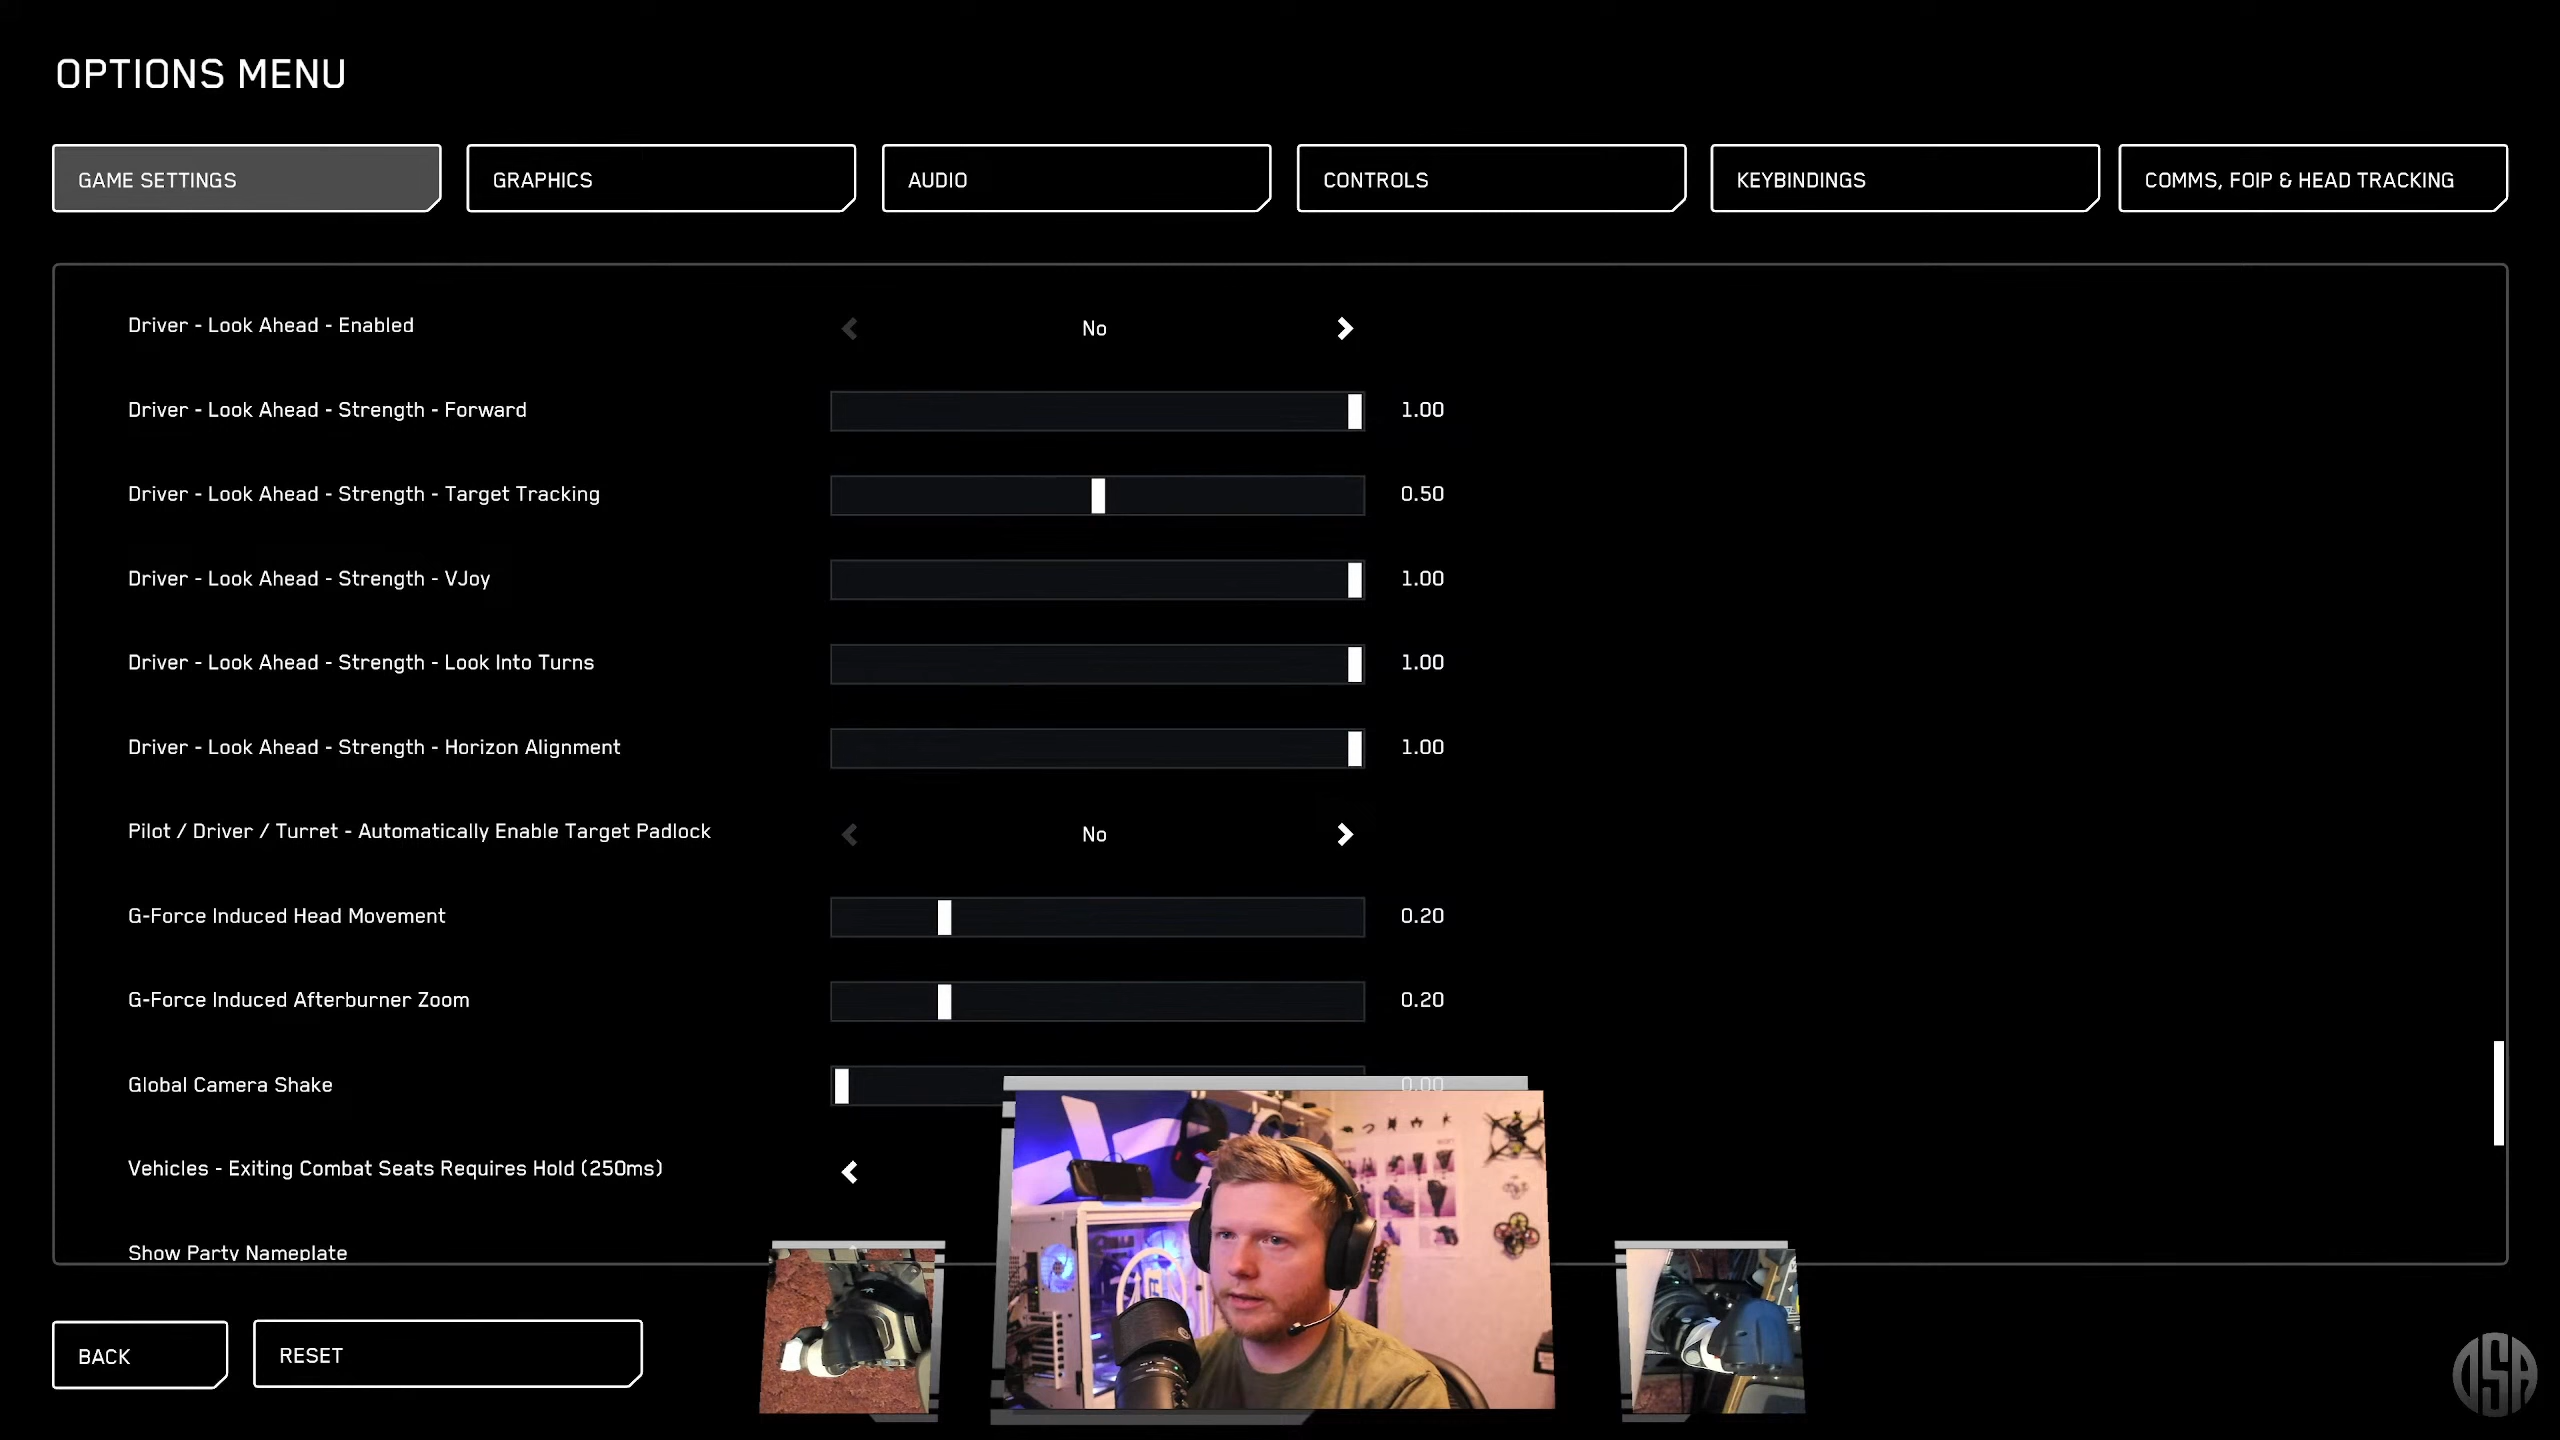 OPTIONS MENU
GAME SETTINGS
GRAPHICS
AUDIO
CONTROLS
KEYBINDINGS
COMMS, FOIP & HEAD TRACKING
Driver - Look Ahead - Enabled
No
Driver - Look Ahead - Strength - Forward
1.00
Driver - Look Ahead - Strength - Target Tracking
0.50
Driver - Look Ahead - Strength - VJoy
1.00
Driver - Look Ahead - Strength - Look Into Turns
1.00
Driver - Look Ahead - Strength - Horizon Alignment
1.00
Pilot / Driver / Turret - Automatically Enable Target Padlock
No
G-Force Induced Head Movement
0.20
G-Force Induced Afterburner Zoom
0.20
Global Camera Shake
0.00
Vehicles - Exiting Combat Seats Requires Hold (250ms)
Show Party Nameplate
BACK
RESET
DSA